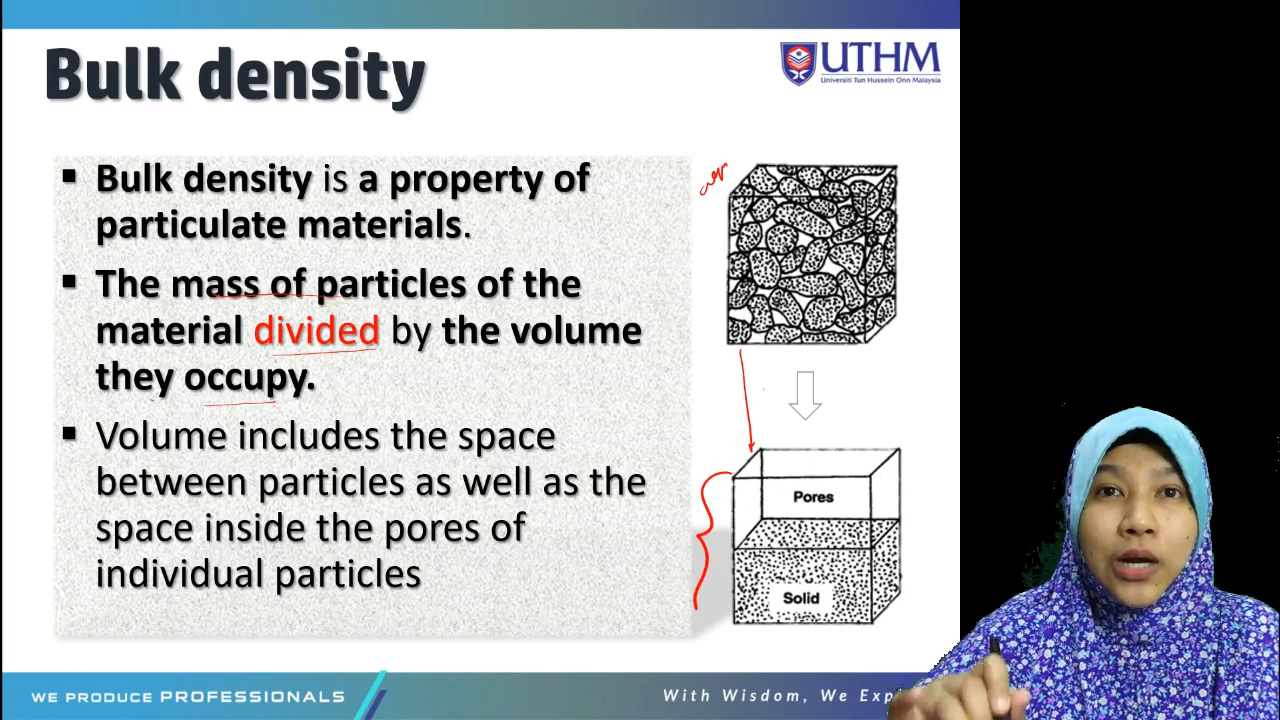 Bulk density
UTHM
Universiti Tun Hussein Onn Malaysia
▪ Bulk density is a property of
particulate materials.
▪ The mass of particles of the
material divided by the volume
they occupy.
▪ Volume includes the space
between particles as well as the
space inside the pores of
individual particles
Pores
Solid
WE PRODUCE PROFESSIONALS
With Wisdom, We